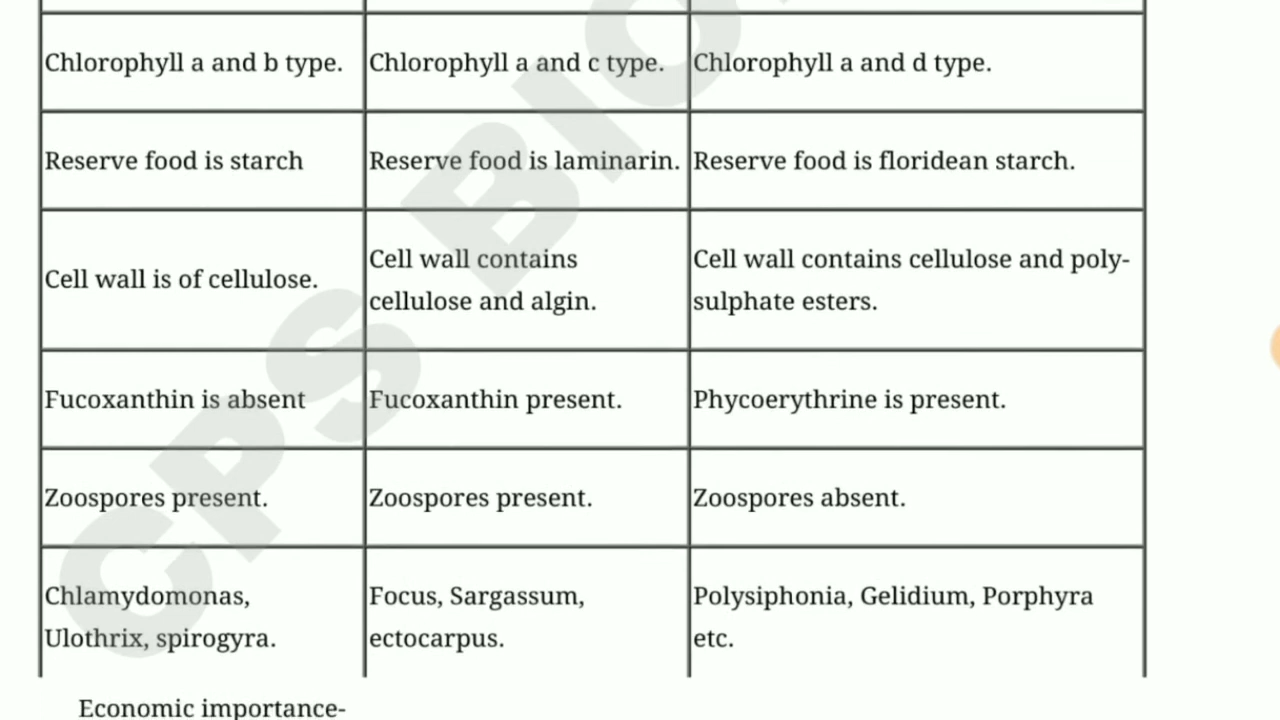 Chlorophyll a and b type. Chlorophyll a and c type. Chlorophyll a and d type.
Reserve food is starch Reserve food is laminarin. Reserve food is floridean starch.
Cell wall is of cellulose.
Cell wall contains
cellulose and algin.
Cell wall contains cellulose and poly-
sulphate esters.
Fucoxanthin is absent Fucoxanthin present. Phycoerythrine is present.
Zoospores present. Zoospores present. Zoospores absent.
Chlamydomonas,
Ulothrix, spirogyra.
Focus, Sargassum,
ectocarpus.
Polysiphonia, Gelidium, Porphyra
etc.
Economic importance-
CPS BIO